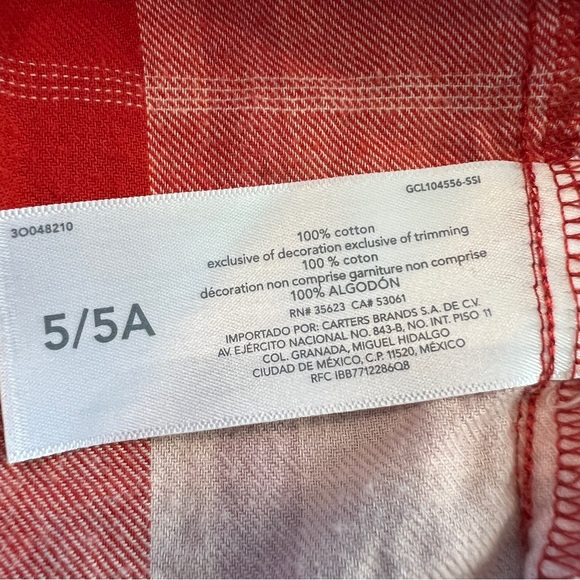 3O048210
GCL104556-SSI
5/5A
100% cotton
exclusive of decoration exclusive of trimming
100 % coton
décoration non comprise garniture non comprise
100% ALGODÓN
RN# 35623 CA# 53061
IMPORTADO POR: CARTERS BRANDS S.A. DE C.V.
AV. EJÉRCITO NACIONAL NO. 843-B, NO. INT. PISO 11
COL. GRANADA, MIGUEL HIDALGO
CIUDAD DE MÉXICO, C.P. 11520, MÉXICO
RFC IBB7712286QB